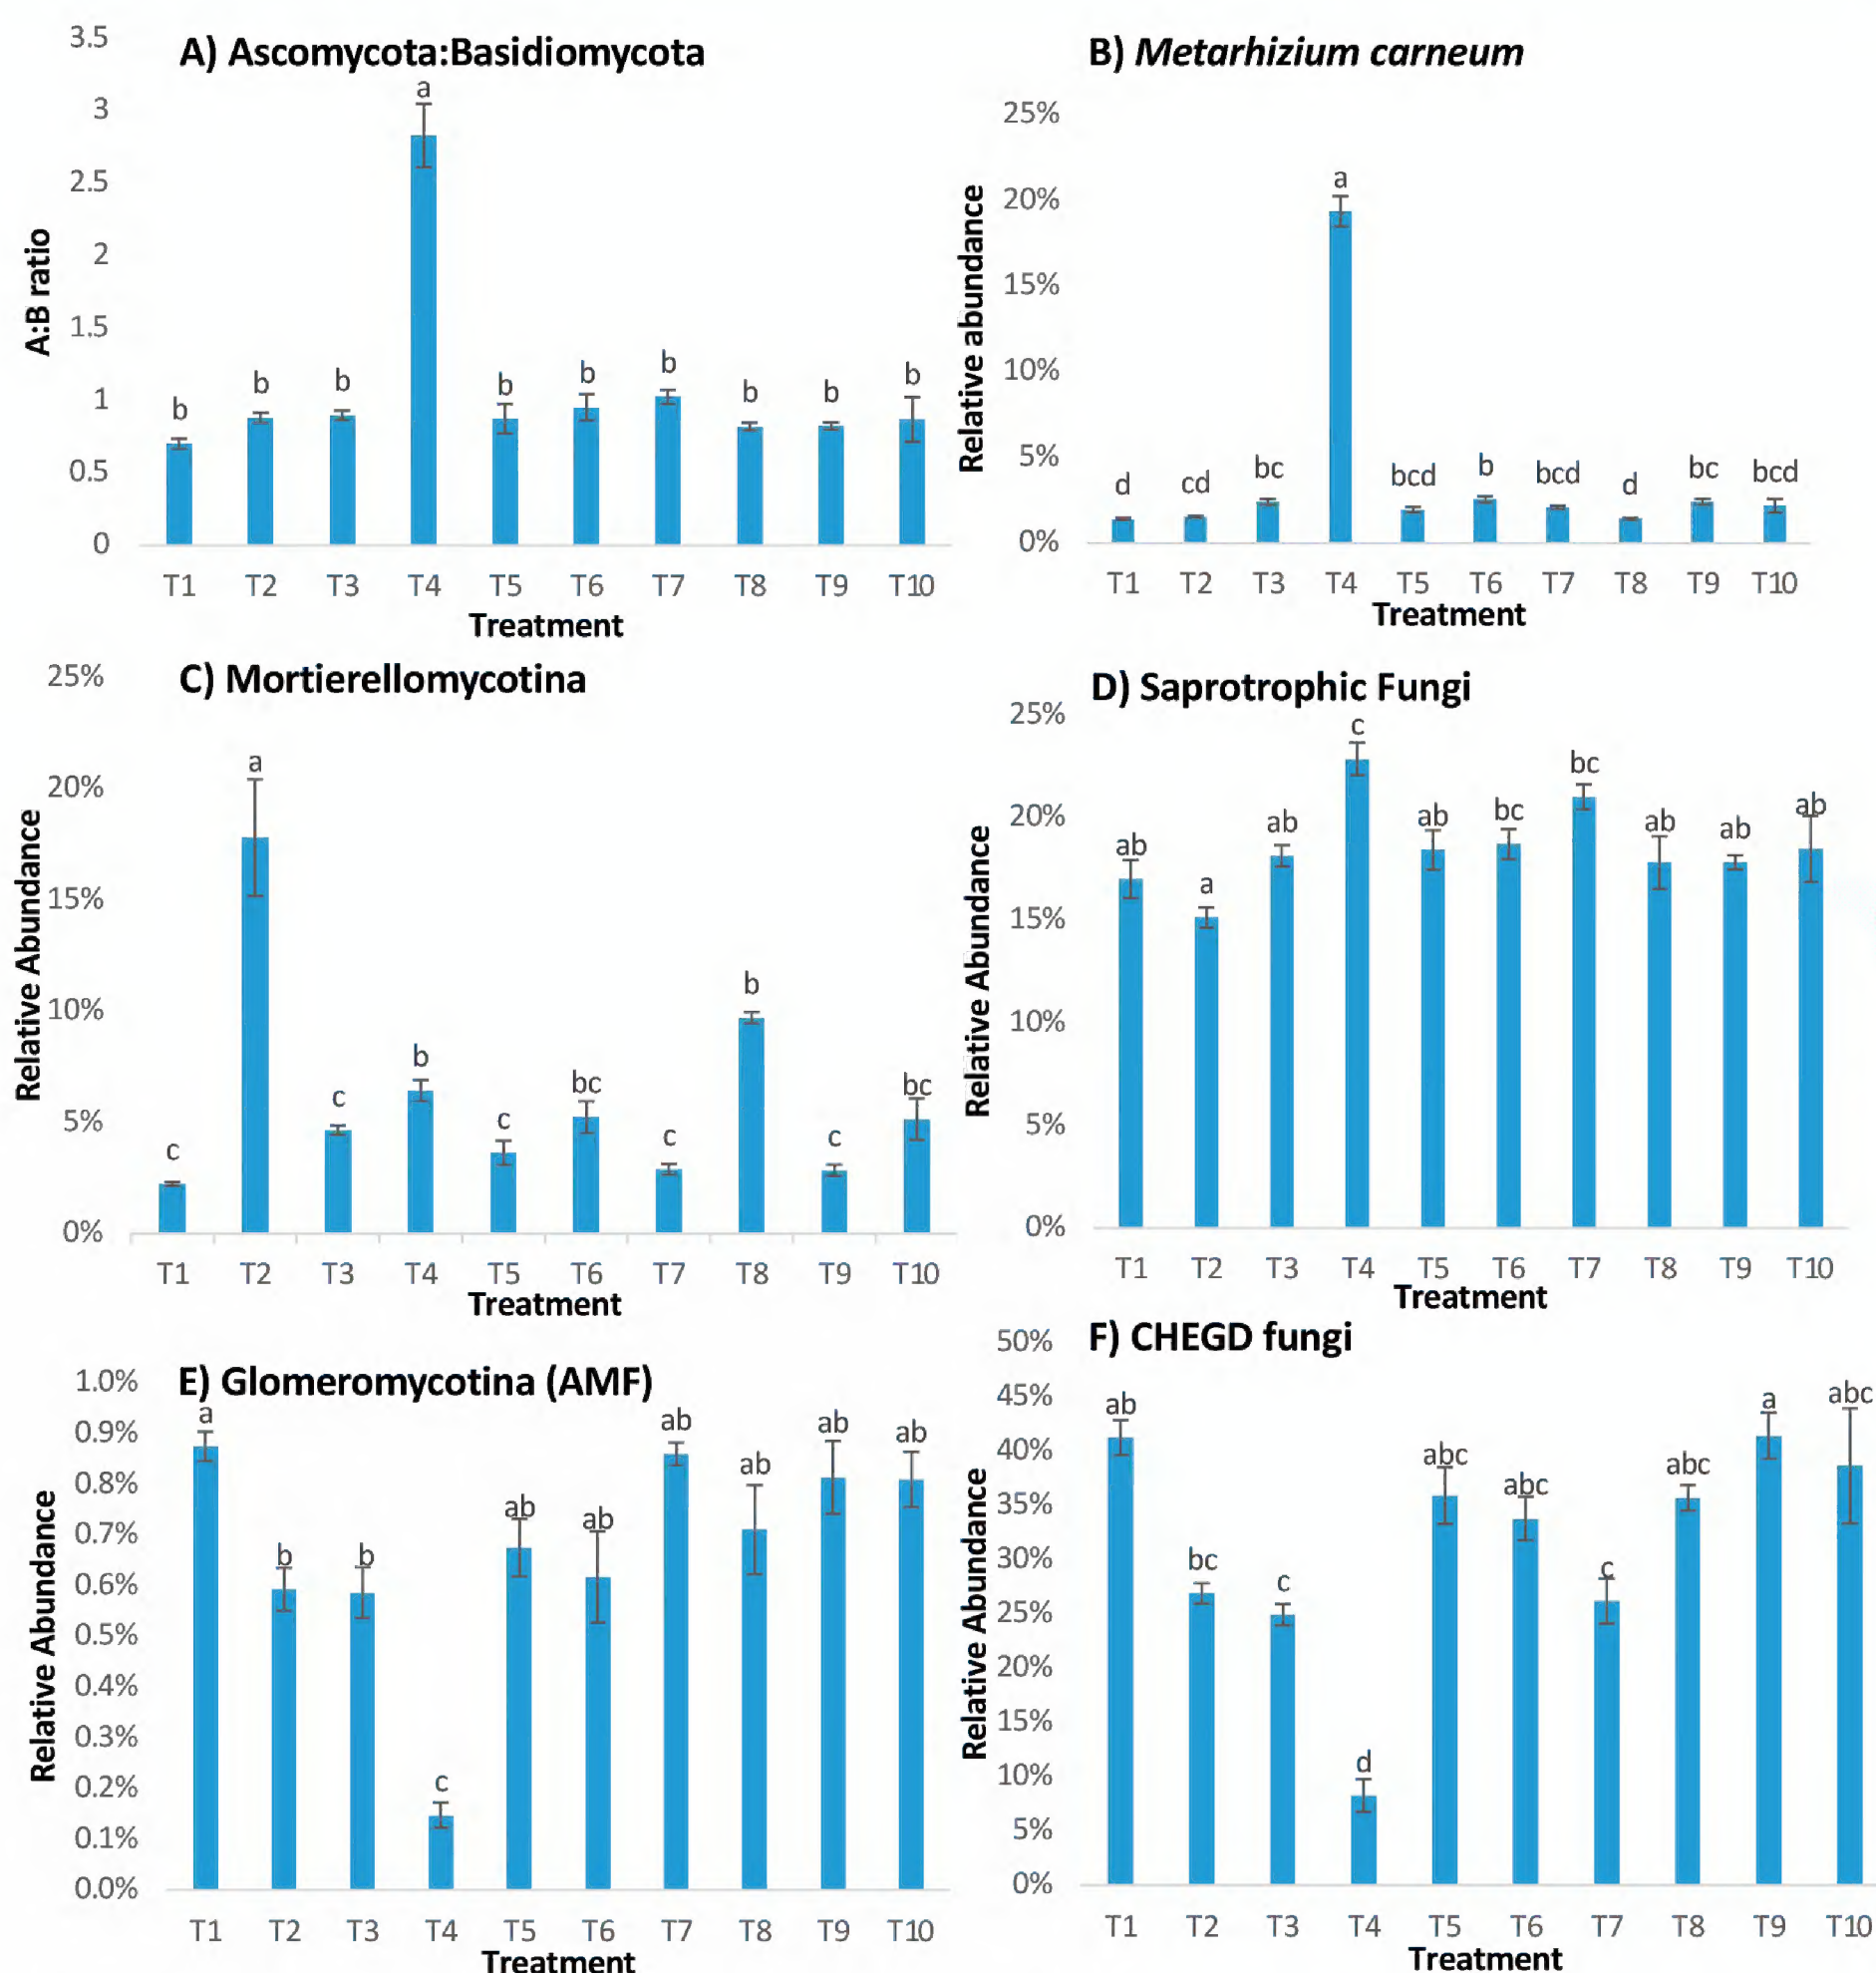 A) Ascomycota:Basidiomycota
3.5
3
2.5
2
1.5
1
0.5
0
A:B ratio
b b b a b b b b b b
T1 T2 T3 T4 T5 T6 T7 T8 T9 T10
Treatment
B) Metarhizium carneum
25%
20%
15%
10%
5%
0%
Relative abundance
d cd bc a bcd b bcd d bc bcd
T1 T2 T3 T4 T5 T6 T7 T8 T9 T10
Treatment
C) Mortierellomycotina
25%
20%
15%
10%
5%
0%
Relative Abundance
c a c b c bc c b c bc
T1 T2 T3 T4 T5 T6 T7 T8 T9 T10
Treatment
D) Saprotrophic Fungi
25%
20%
15%
10%
5%
0%
Relative Abundance
ab a ab c ab bc bc ab ab ab
T1 T2 T3 T4 T5 T6 T7 T8 T9 T10
Treatment
E) Glomeromycotina (AMF)
1.0%
0.9%
0.8%
0.7%
0.6%
0.5%
0.4%
0.3%
0.2%
0.1%
0.0%
Relative Abundance
a b b c ab ab ab ab ab ab
T1 T2 T3 T4 T5 T6 T7 T8 T9 T10
Treatment
F) CHEGD fungi
50%
45%
40%
35%
30%
25%
20%
15%
10%
5%
0%
Relative Abundance
ab bc c d abc abc c abc a abc
T1 T2 T3 T4 T5 T6 T7 T8 T9 T10
Treatment